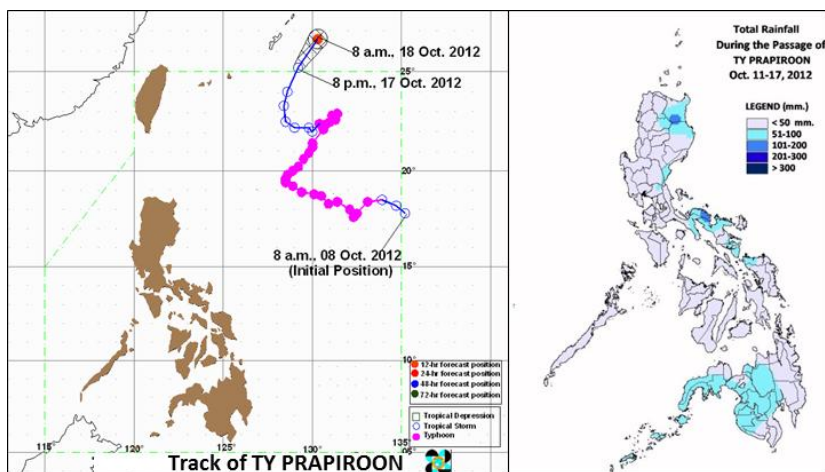 8 a.m., 18 Oct. 2012
8 p.m., 17 Oct. 2012
25°
20°
8 a.m., 08 Oct. 2012
(Initial Position)
15°
10°
5°
12-hr forecast position
24-hr forecast position
48-hr forecast position
72-hr forecast position
Tropical Depression
Tropical Storm
Typhoon
115°
120°
125°
130°
135°
Track of TY PRAPIROON
Total Rainfall
During the Passage of
TY PRAPIROON
Oct. 11-17, 2012
LEGEND (mm.)
< 50 mm.
51-100
101-200
201-300
> 300